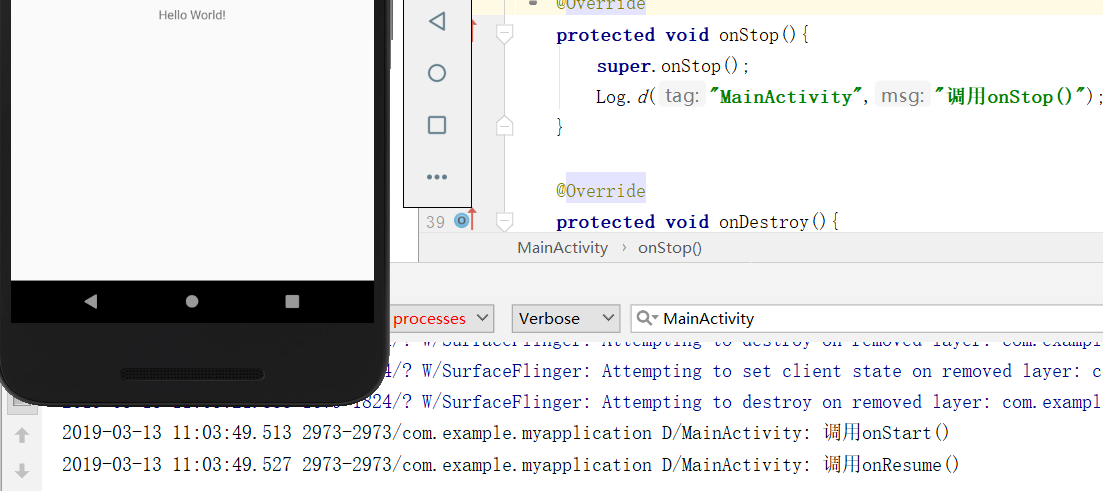 Hello World!
@Override
protected void onStop(){
super.onStop();
Log.d( tag: "MainActivity", msg: "调用onStop()");
}
@Override
39
protected void onDestroy(){
MainActivity › onStop()
processes
Verbose
MainActivity
/? W/SurfaceFlinger: Attempting to destroy on removed layer: com.exampl
4/? W/SurfaceFlinger: Attempting to set client state on removed layer: c
1824/? W/SurfaceFlinger: Attempting to destroy on removed layer: com.exampl
2019-03-13 11:03:49.513 2973-2973/com.example.myapplication D/MainActivity: 调用onStart()
2019-03-13 11:03:49.527 2973-2973/com.example.myapplication D/MainActivity: 调用onResume()